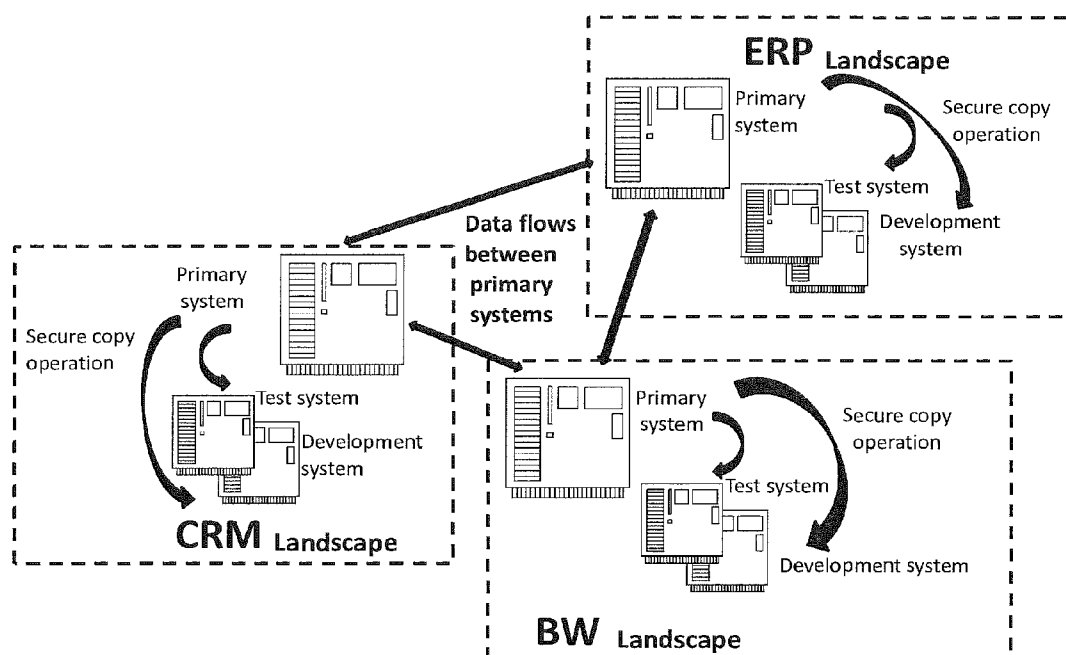 ERP Landscape
Primary
system
Secure copy
operation
Test system
Development
system
Data flows
between
primary
systems
Primary
system
Secure copy
operation
Test system
Development
system
CRM Landscape
Primary
system
Secure copy
operation
Test system
Development system
BW Landscape